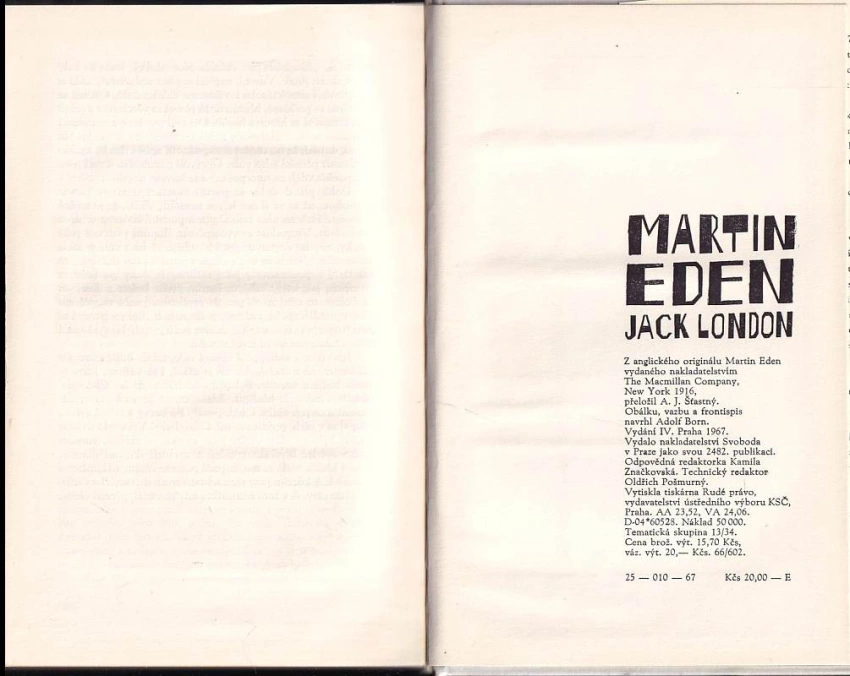 MARTIN
EDEN
JACK LONDON
Z anglického originálu Martin Eden
vydaného nakladatelstvím
The Macmillan Company,
New York 1916,
přeložil A. J. Šťastný.
Obálku, vazbu a frontispis
navrhl Adolf Born.
Vydání IV. Praha 1967.
Vydalo nakladatelství Svoboda
v Praze jako svou 2482. publikaci.
Odpovědná redaktorka Kamila
Značkovská. Technický redaktor
Oldřich Pošmurný.
Vytiskla tiskárna Rudé právo,
vydavatelství ústředního výboru KSČ,
Praha. AA 23,52, VA 24,06.
D-04*60528. Náklad 50 000.
Tematická skupina 13/34.
Cena brož. výt. 15,70 Kčs,
váz. výt. 20,— Kčs. 66/602.
25 — 010 — 67 Kčs 20,00 — E